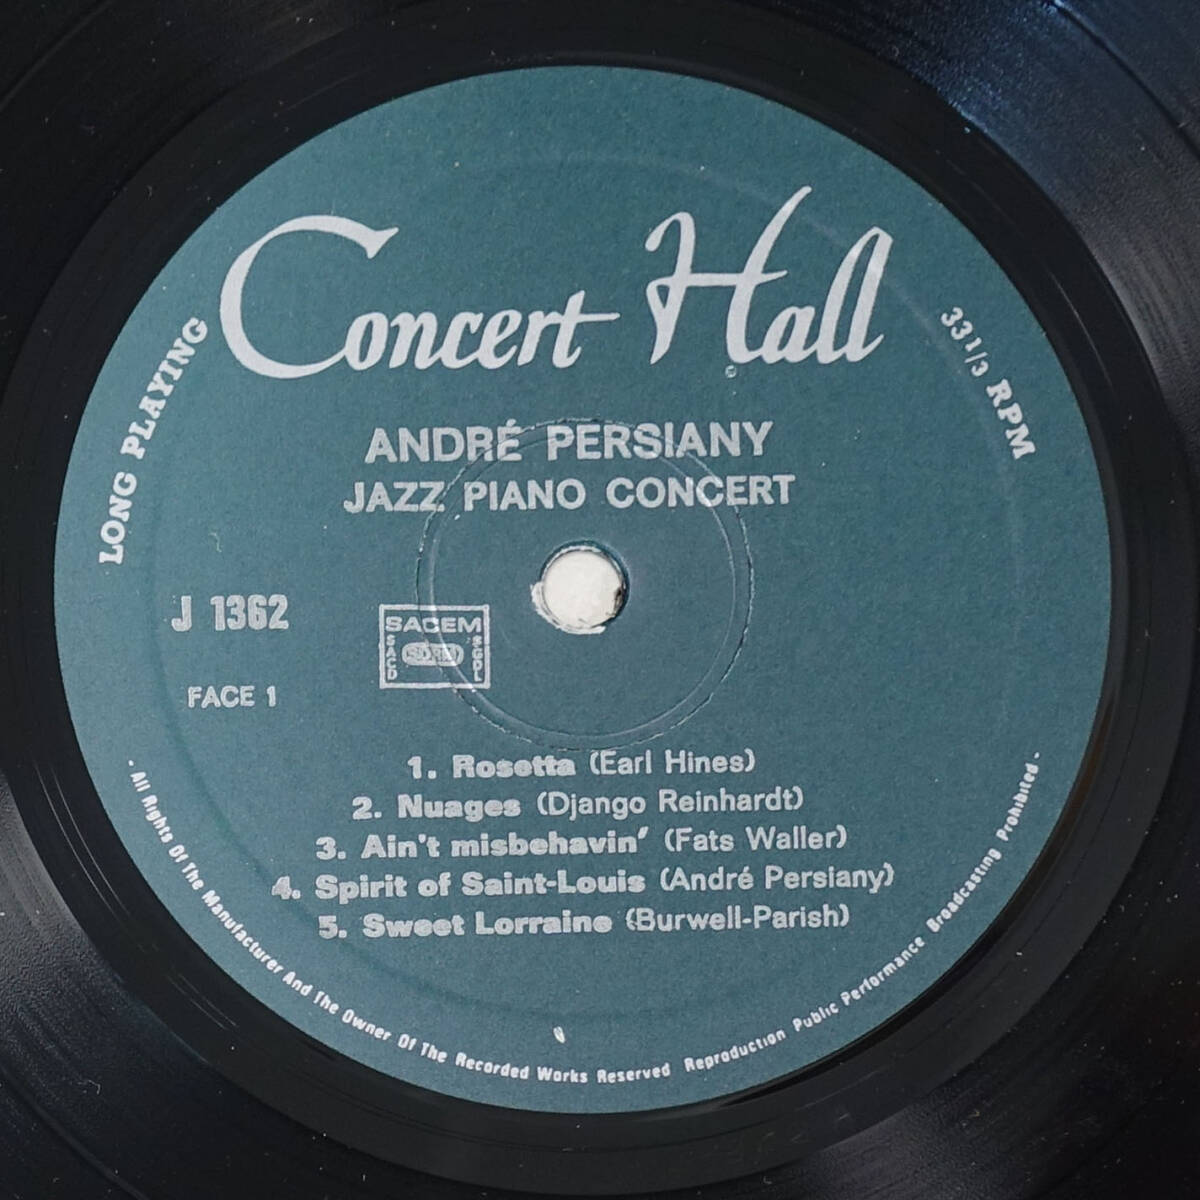 Concert Hall
LONG PLAYING
33 1/3 RPM
ANDRÉ PERSIANY
JAZZ PIANO CONCERT
J 1362
SACEM
SACD
SDRM
SGDL
FACE 1
1. Rosetta (Earl Hines)
2. Nuages (Django Reinhardt)
3. Ain't misbehavin' (Fats Waller)
4. Spirit of Saint-Louis (André Persiany)
5. Sweet Lorraine (Burwell-Parish)
· All Rights Of The Manufacturer And The Owner Of The Recorded Works Reserved Reproduction Public Performance Broadcasting Prohibited ·